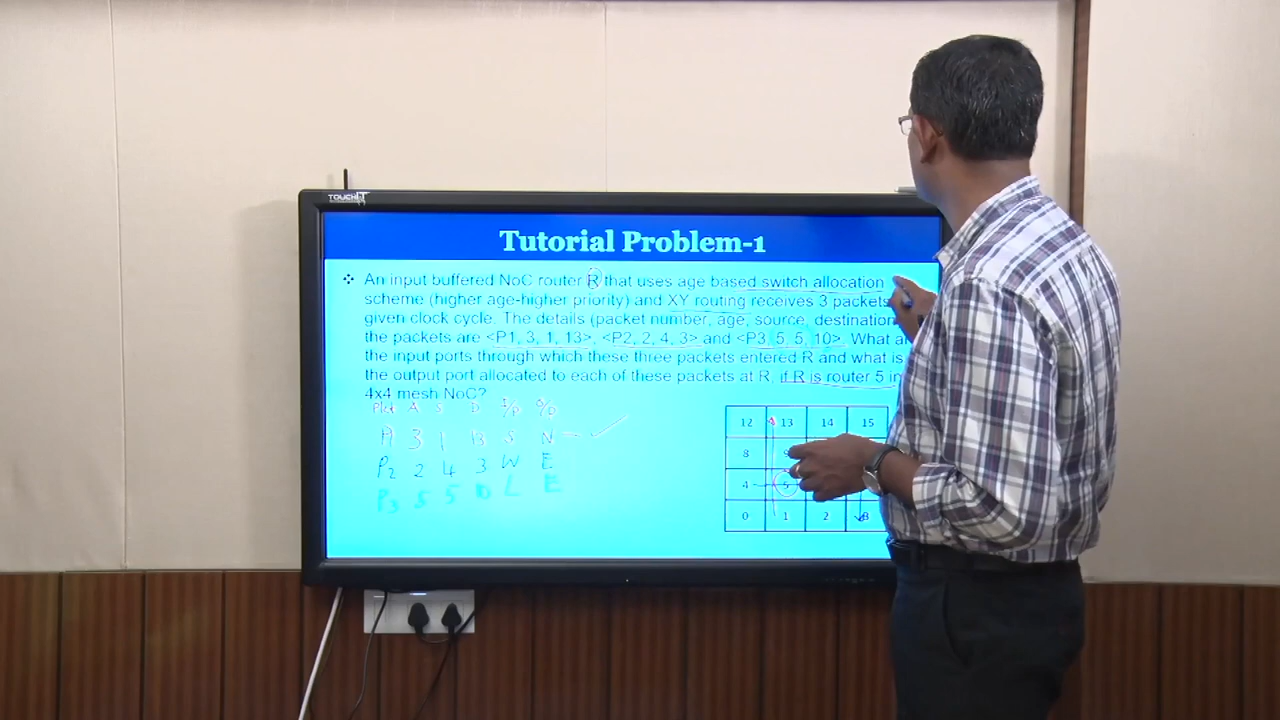 TOUCHIT
Tutorial Problem-1
❖ An input buffered NoC router R that uses age based switch allocation
scheme (higher age-higher priority) and XY routing receives 3 packets
given clock cycle. The details (packet number, age, source, destination
the packets are <P1, 3, 1, 13>, <P2, 2, 4, 3> and <P3, 5, 5, 10>. What
the input ports through which these three packets entered R and what is
the output port allocated to each of these packets at R, if R is router 5 in
4x4 mesh NoC?
A S D I/P O/P
P1 3 1 13 S N
P2 2 4 3 W E
P3 5 5 10 L E
12 13 14 15
8 9
4 5
0 1 2 3